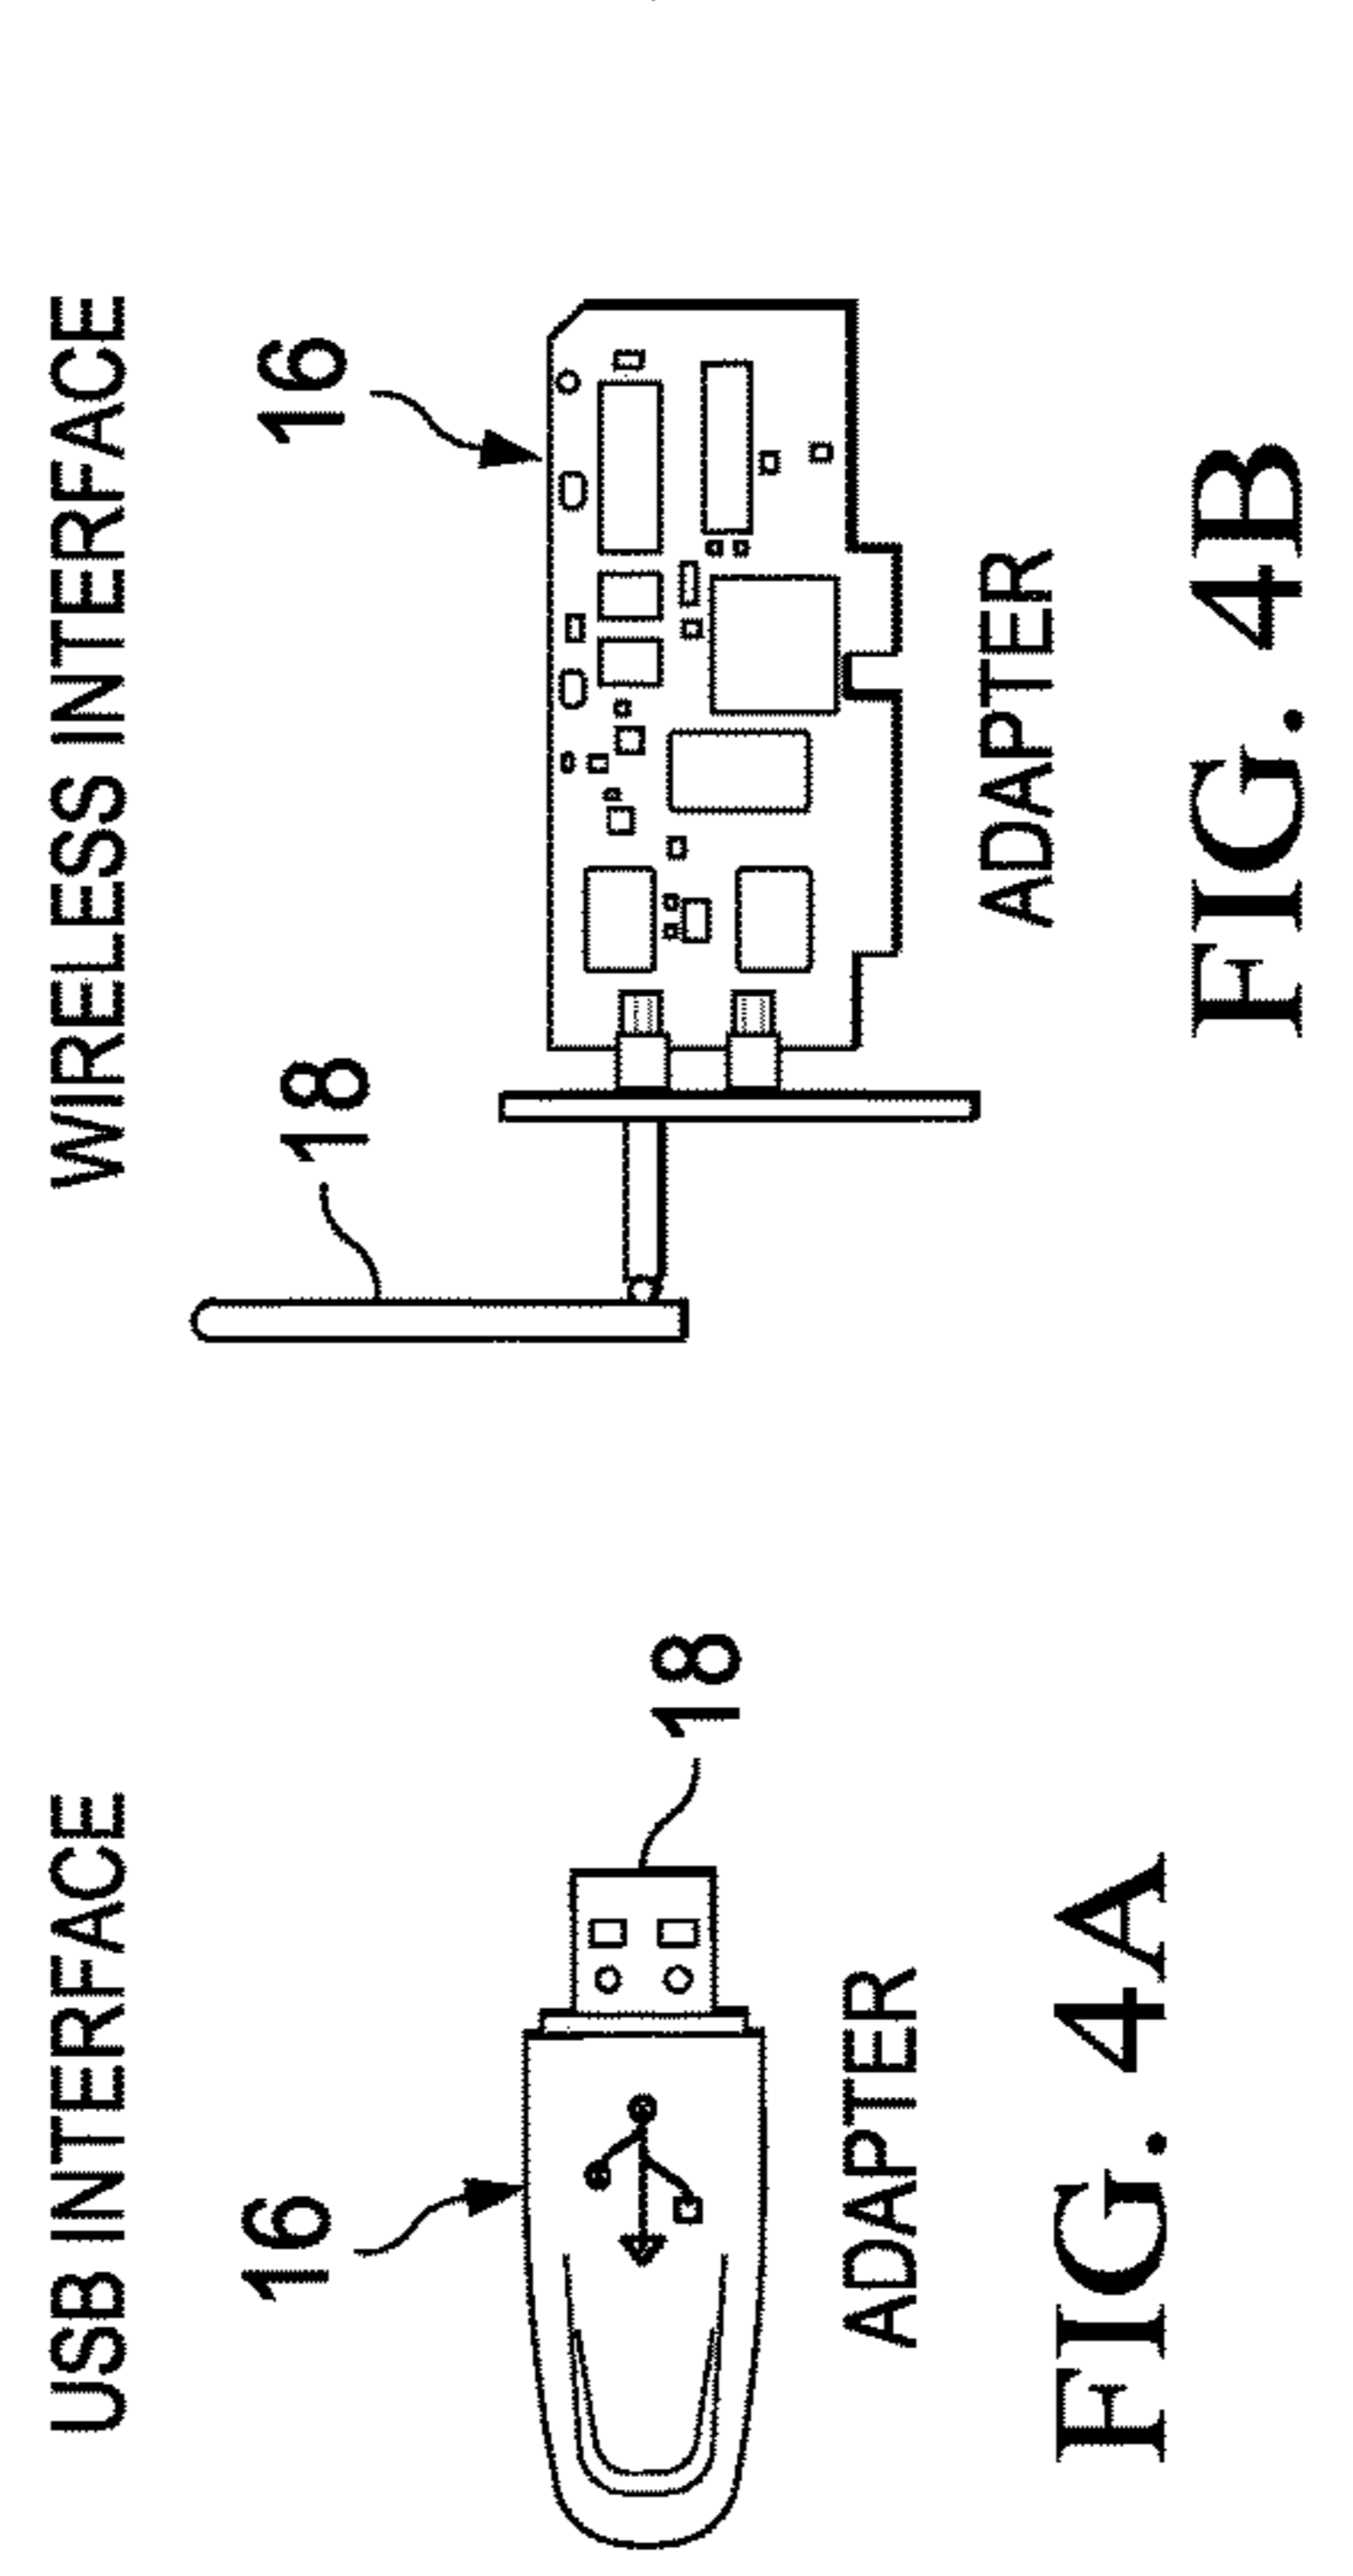 USB INTERFACE
16
18
ADAPTER
FIG. 4A
WIRELESS INTERFACE
18
16
ADAPTER
FIG. 4B